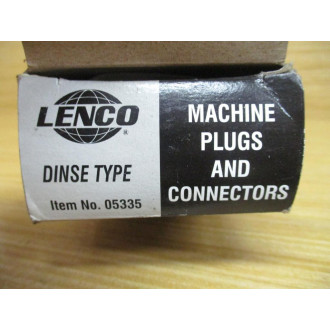 LENCO
®
DINSE TYPE
Item No. 05335
MACHINE
PLUGS
AND
CONNECTORS